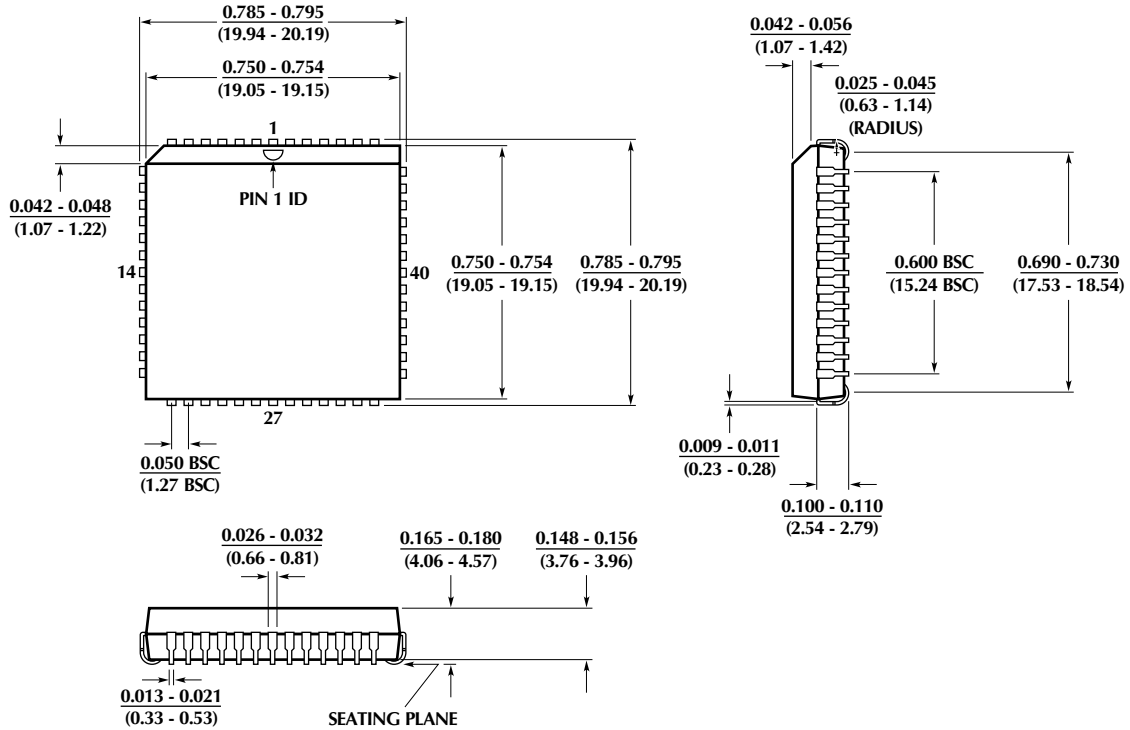 0.785 - 0.795
(19.94 - 20.19)
0.750 - 0.754
(19.05 - 19.15)
1
PIN 1 ID
0.042 - 0.048
(1.07 - 1.22)
14
40
0.750 - 0.754
(19.05 - 19.15)
0.785 - 0.795
(19.94 - 20.19)
27
0.050 BSC
(1.27 BSC)
0.042 - 0.056
(1.07 - 1.42)
0.025 - 0.045
(0.63 - 1.14)
(RADIUS)
0.600 BSC
(15.24 BSC)
0.690 - 0.730
(17.53 - 18.54)
0.009 - 0.011
(0.23 - 0.28)
0.100 - 0.110
(2.54 - 2.79)
0.026 - 0.032
(0.66 - 0.81)
0.165 - 0.180
(4.06 - 4.57)
0.148 - 0.156
(3.76 - 3.96)
0.013 - 0.021
(0.33 - 0.53)
SEATING PLANE